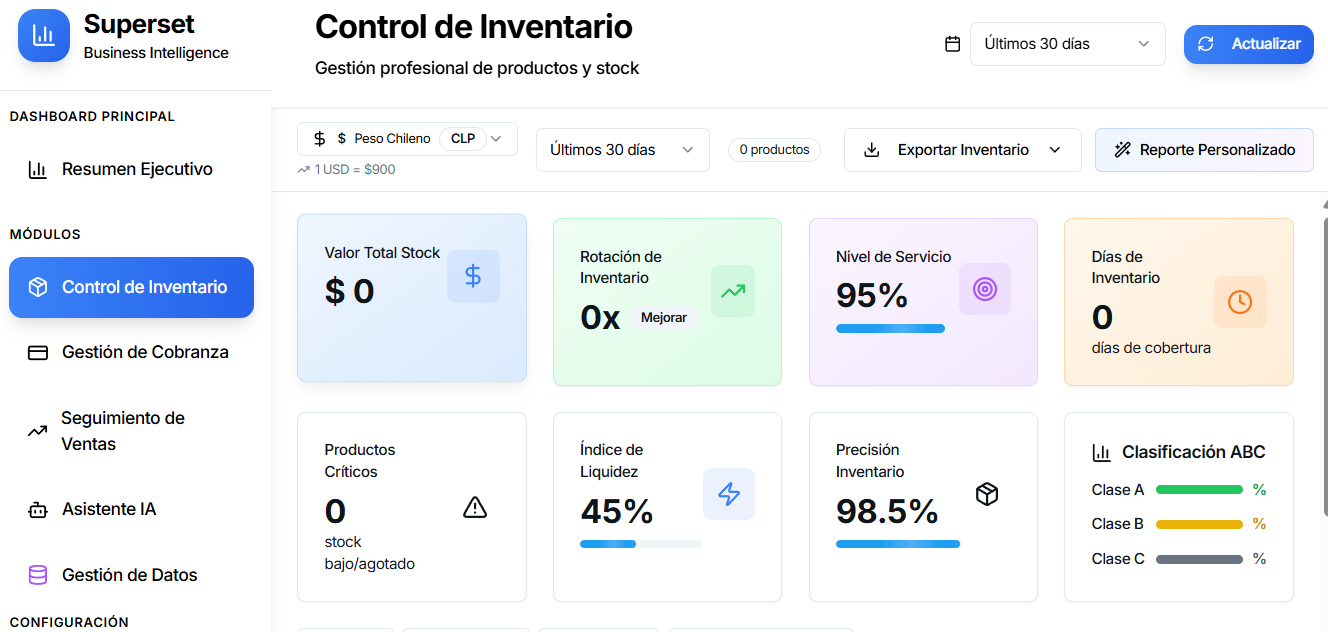 Superset
Business Intelligence
DASHBOARD PRINCIPAL
Resumen Ejecutivo
MÓDULOS
Control de Inventario
Gestión de Cobranza
Seguimiento de
Ventas
Asistente IA
Gestión de Datos
CONFIGURACIÓN
Control de Inventario
Gestión profesional de productos y stock
Últimos 30 días
Actualizar
$ $ Peso Chileno CLP
1 USD = $900
Últimos 30 días
0 productos
Exportar Inventario
Reporte Personalizado
Valor Total Stock
$ 0
$
Rotación de
Inventario
0x Mejorar
Nivel de Servicio
95%
Días de
Inventario
0
días de cobertura
Productos
Críticos
0
stock
bajo/agotado
Índice de
Liquidez
45%
Precisión
Inventario
98.5%
Clasificación ABC
Clase A %
Clase B %
Clase C %